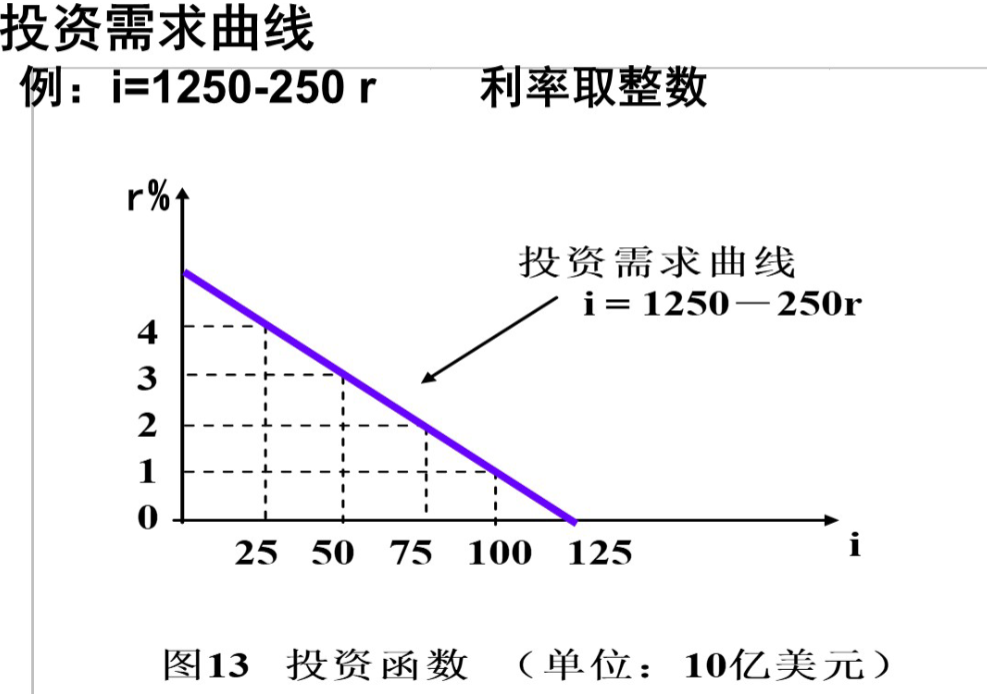 投资需求曲线
例：i=1250-250 r 利率取整数
r%
投资需求曲线
i = 1250－250r
4
3
2
1
0
25 50 75 100 125
i
图13 投资函数 （单位：10亿美元）